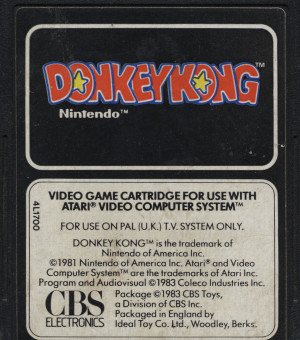 DONKEY KONG™
Nintendo™
4L1700
VIDEO GAME CARTRIDGE FOR USE WITH
ATARI® VIDEO COMPUTER SYSTEM™
FOR USE ON PAL (U.K.) T.V. SYSTEM ONLY.
DONKEY KONG™ is the trademark of
Nintendo of America Inc.
©1981 Nintendo of America Inc. Atari® and Video
Computer System™ are the trademarks of Atari Inc.
Program and Audiovisual ©1983 Coleco Industries Inc.
Package ©1983 CBS Toys,
a Division of CBS Inc.
Packaged in England by
Ideal Toy Co. Ltd., Woodley, Berks.
CBS
ELECTRONICS